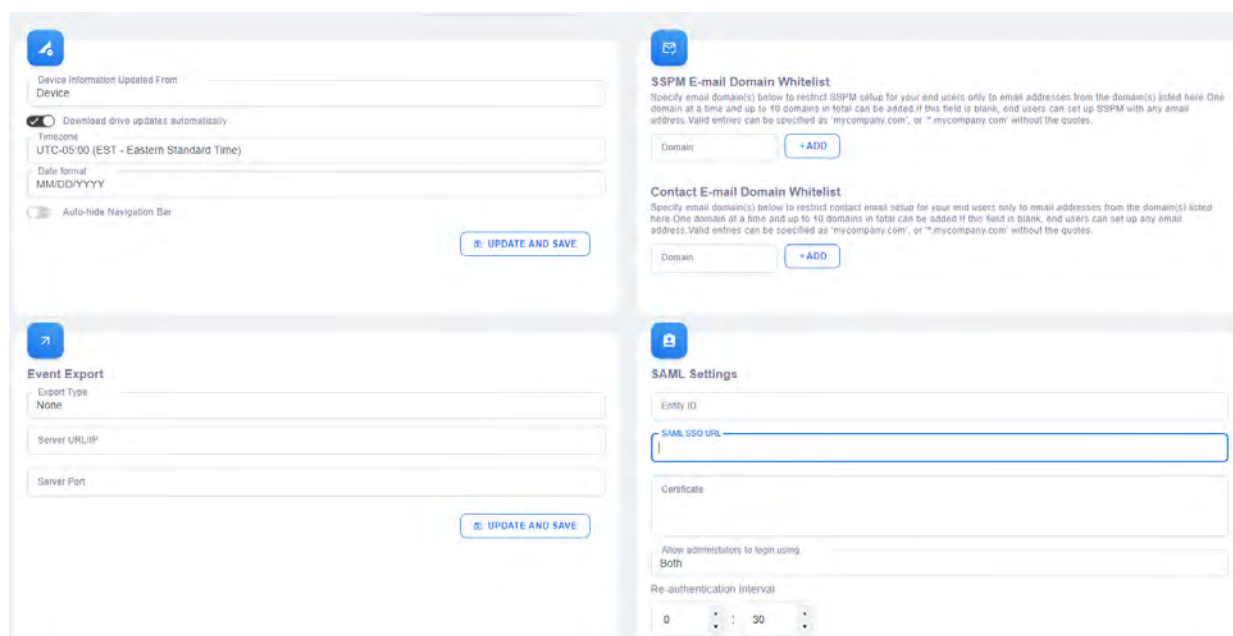 Device Information Updated From
Device
Download drive updates automatically
Timezone
UTC-05:00 (EST - Eastern Standard Time)
Date format
MM/DD/YYYY
Auto-hide Navigation Bar
UPDATE AND SAVE
SSPM E-mail Domain Whitelist
Specify email domain(s) below to restrict SSPM setup for your end users only to email addresses from the domain(s) listed here.One
domain at a time and up to 10 domains in total can be added.If this field is blank, end users can set up SSPM with any email
address.Valid entries can be specified as 'mycompany.com', or '*.mycompany.com' without the quotes.
Domain
+ADD
Contact E-mail Domain Whitelist
Specify email domain(s) below to restrict contact email setup for your end users only to email addresses from the domain(s) listed
here.One domain at a time and up to 10 domains in total can be added.If this field is blank, end users can set up any email
address.Valid entries can be specified as 'mycompany.com', or '*.mycompany.com' without the quotes.
Domain
+ADD
Event Export
Export Type
None
Server URL/IP
Server Port
UPDATE AND SAVE
SAML Settings
Entity ID
SAML SSO URL
Certificate
Allow administators to login using
Both
Re-authentication Interval
0 : 30